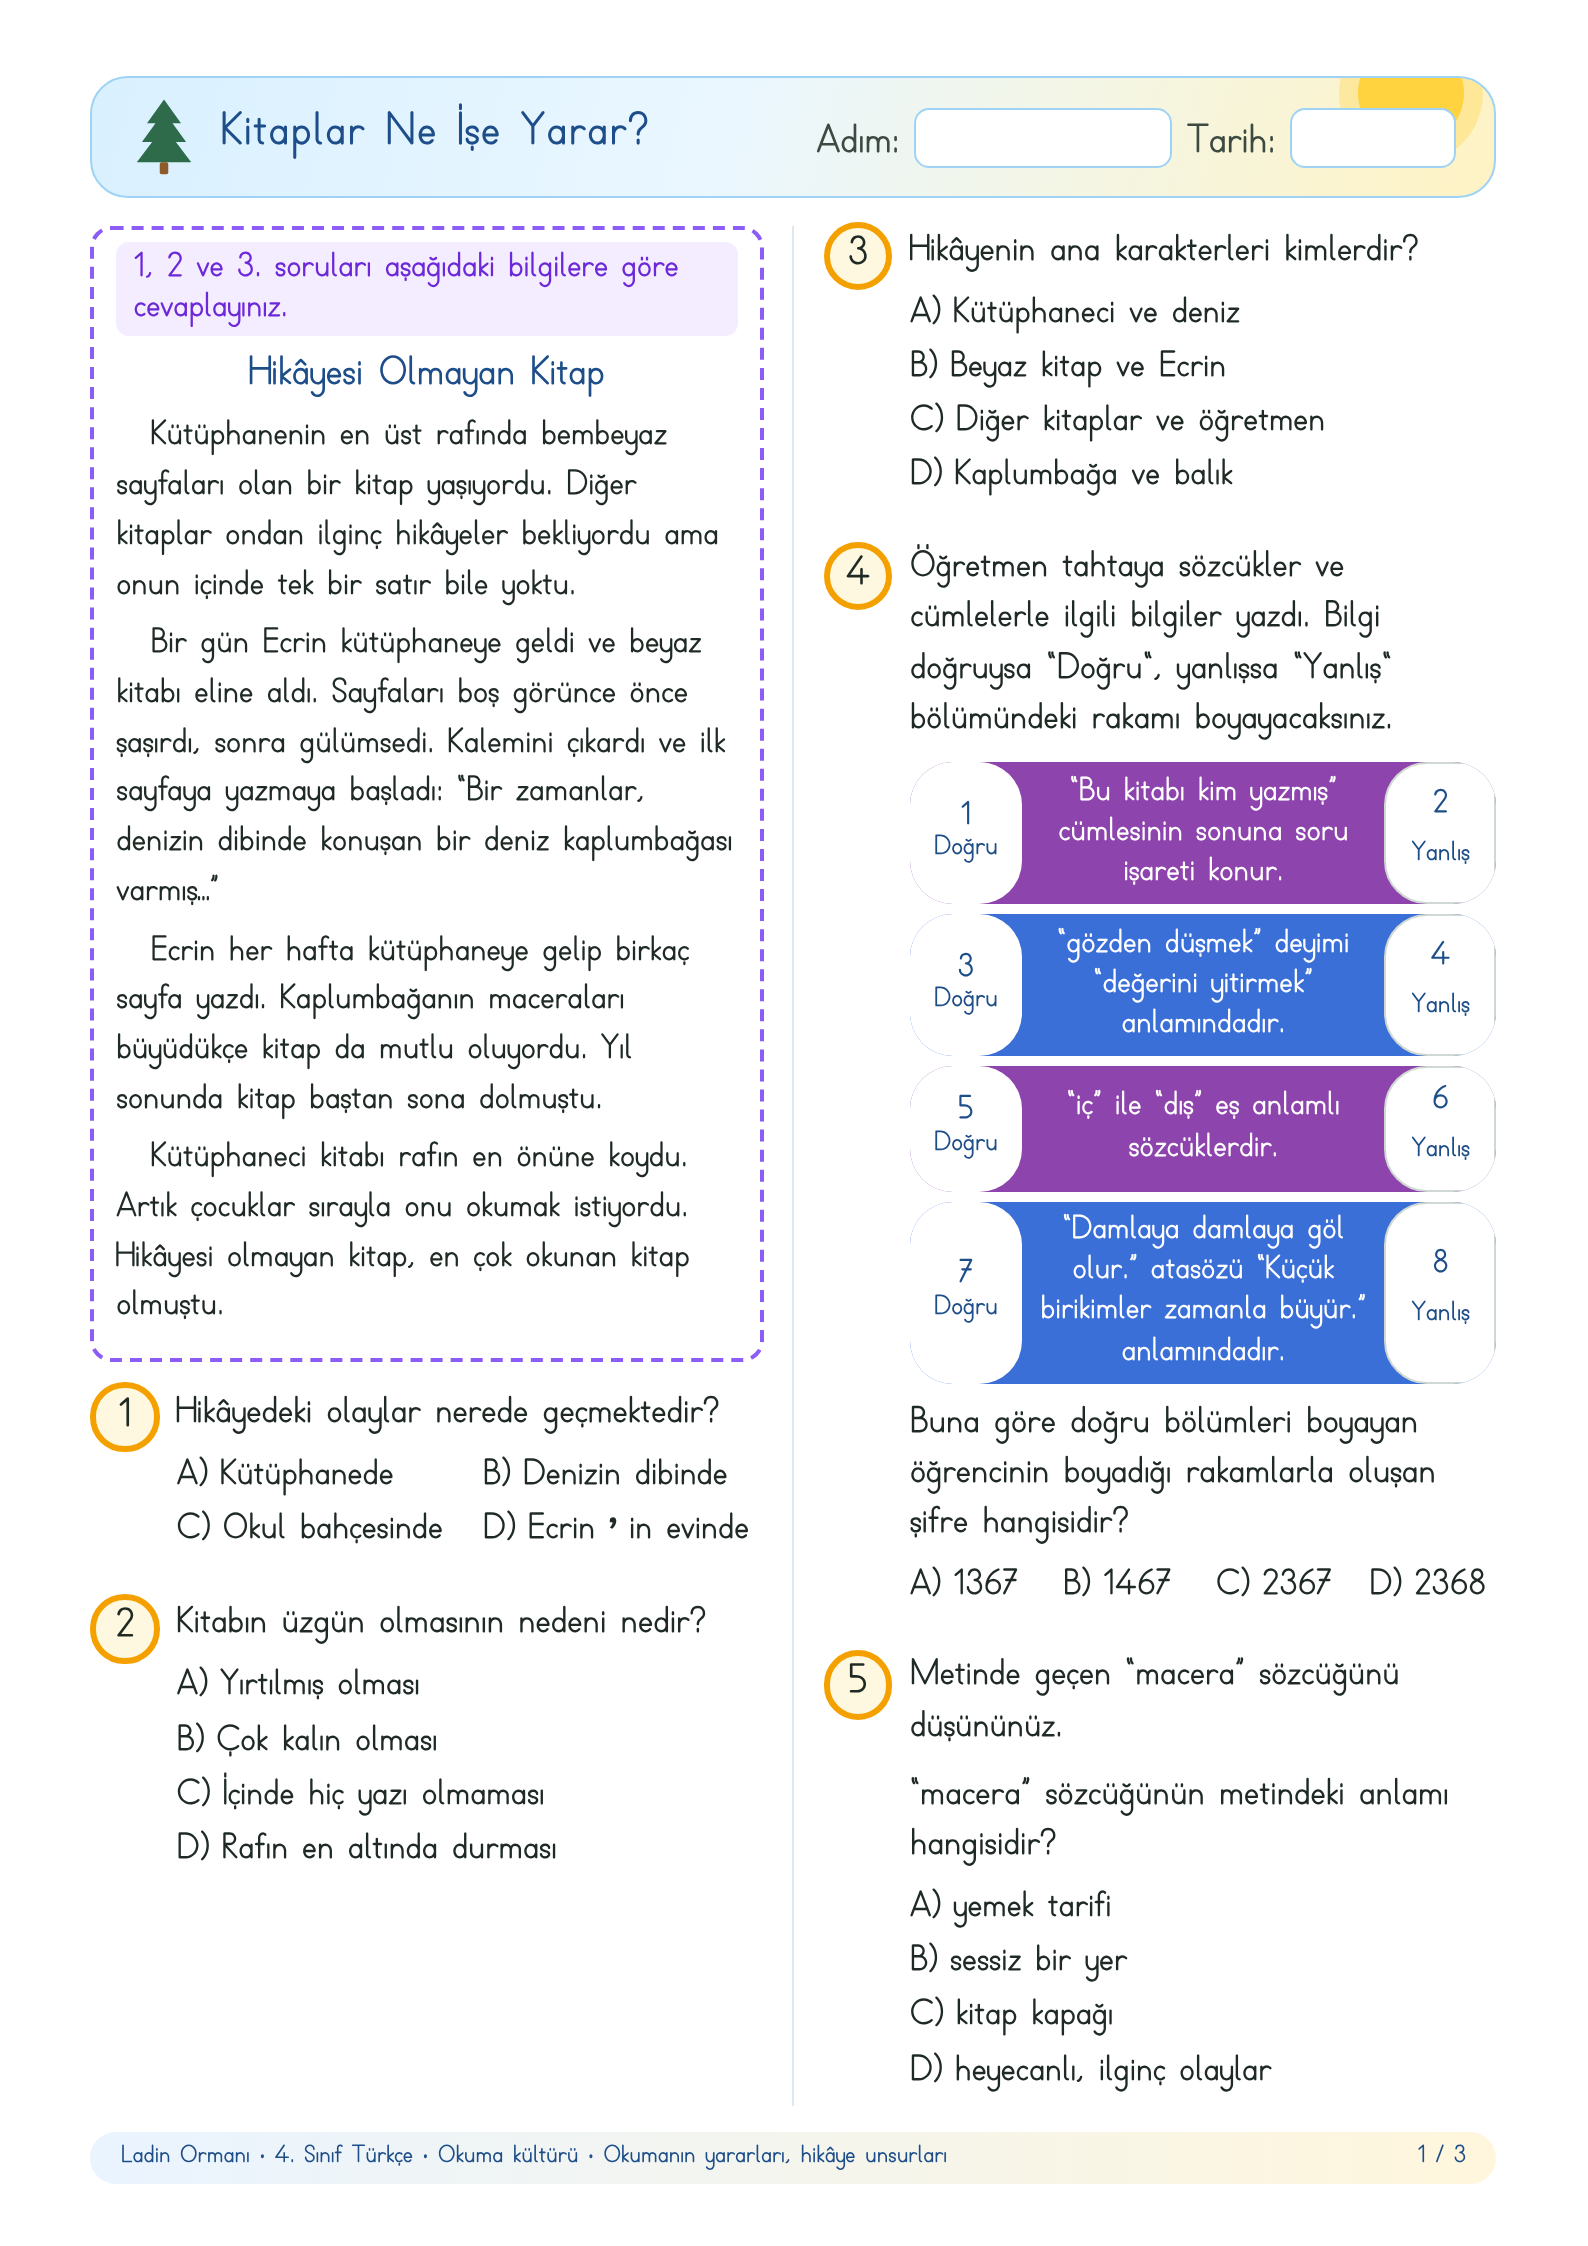 Kitaplar Ne İşe Yarar?
Adım:
Tarih:
1, 2 ve 3. soruları aşağıdaki bilgilere göre
cevaplayınız.
Hikâyesi Olmayan Kitap
Kütüphanenin en üst rafında bembeyaz
sayfaları olan bir kitap yaşıyordu. Diğer
kitaplar ondan ilginç hikâyeler bekliyordu ama
onun içinde tek bir satır bile yoktu.
Bir gün Ecrin kütüphaneye geldi ve beyaz
kitabı eline aldı. Sayfaları boş görünce önce
şaşırdı, sonra gülümsedi. Kalemini çıkardı ve ilk
sayfaya yazmaya başladı: “Bir zamanlar,
denizin dibinde konuşan bir deniz kaplumbağası
varmış...”
Ecrin her hafta kütüphaneye gelip birkaç
sayfa yazdı. Kaplumbağanın maceraları
büyüdükçe kitap da mutlu oluyordu. Yıl
sonunda kitap baştan sona dolmuştu.
Kütüphaneci kitabı rafın en önüne koydu.
Artık çocuklar sırayla onu okumak istiyordu.
Hikâyesi olmayan kitap, en çok okunan kitap
olmuştu.
1 Hikâyedeki olaylar nerede geçmektedir?
A) Kütüphanede B) Denizin dibinde
C) Okul bahçesinde D) Ecrin ’ in evinde
2 Kitabın üzgün olmasının nedeni nedir?
A) Yırtılmış olması
B) Çok kalın olması
C) İçinde hiç yazı olmaması
D) Rafın en altında durması
3 Hikâyenin ana karakterleri kimlerdir?
A) Kütüphaneci ve deniz
B) Beyaz kitap ve Ecrin
C) Diğer kitaplar ve öğretmen
D) Kaplumbağa ve balık
4 Öğretmen tahtaya sözcükler ve
cümlelerle ilgili bilgiler yazdı. Bilgi
doğruysa “Doğru“, yanlışsa “Yanlış“
bölümündeki rakamı boyayacaksınız.
1
Doğru
“Bu kitabı kim yazmış”
cümlesinin sonuna soru
işareti konur.
2
Yanlış
3
Doğru
“gözden düşmek” deyimi
“değerini yitirmek”
anlamındadır.
4
Yanlış
5
Doğru
“iç” ile “dış” eş anlamlı
sözcüklerdir.
6
Yanlış
7
Doğru
“Damlaya damlaya göl
olur.” atasözü “Küçük
birikimler zamanla büyür.”
anlamındadır.
8
Yanlış
Buna göre doğru bölümleri boyayan
öğrencinin boyadığı rakamlarla oluşan
şifre hangisidir?
A) 1367 B) 1467 C) 2367 D) 2368
5 Metinde geçen “macera” sözcüğünü
düşününüz.
“macera” sözcüğünün metindeki anlamı
hangisidir?
A) yemek tarifi
B) sessiz bir yer
C) kitap kapağı
D) heyecanlı, ilginç olaylar
Ladin Ormanı • 4. Sınıf Türkçe • Okuma kültürü • Okumanın yararları, hikâye unsurları
1 / 3